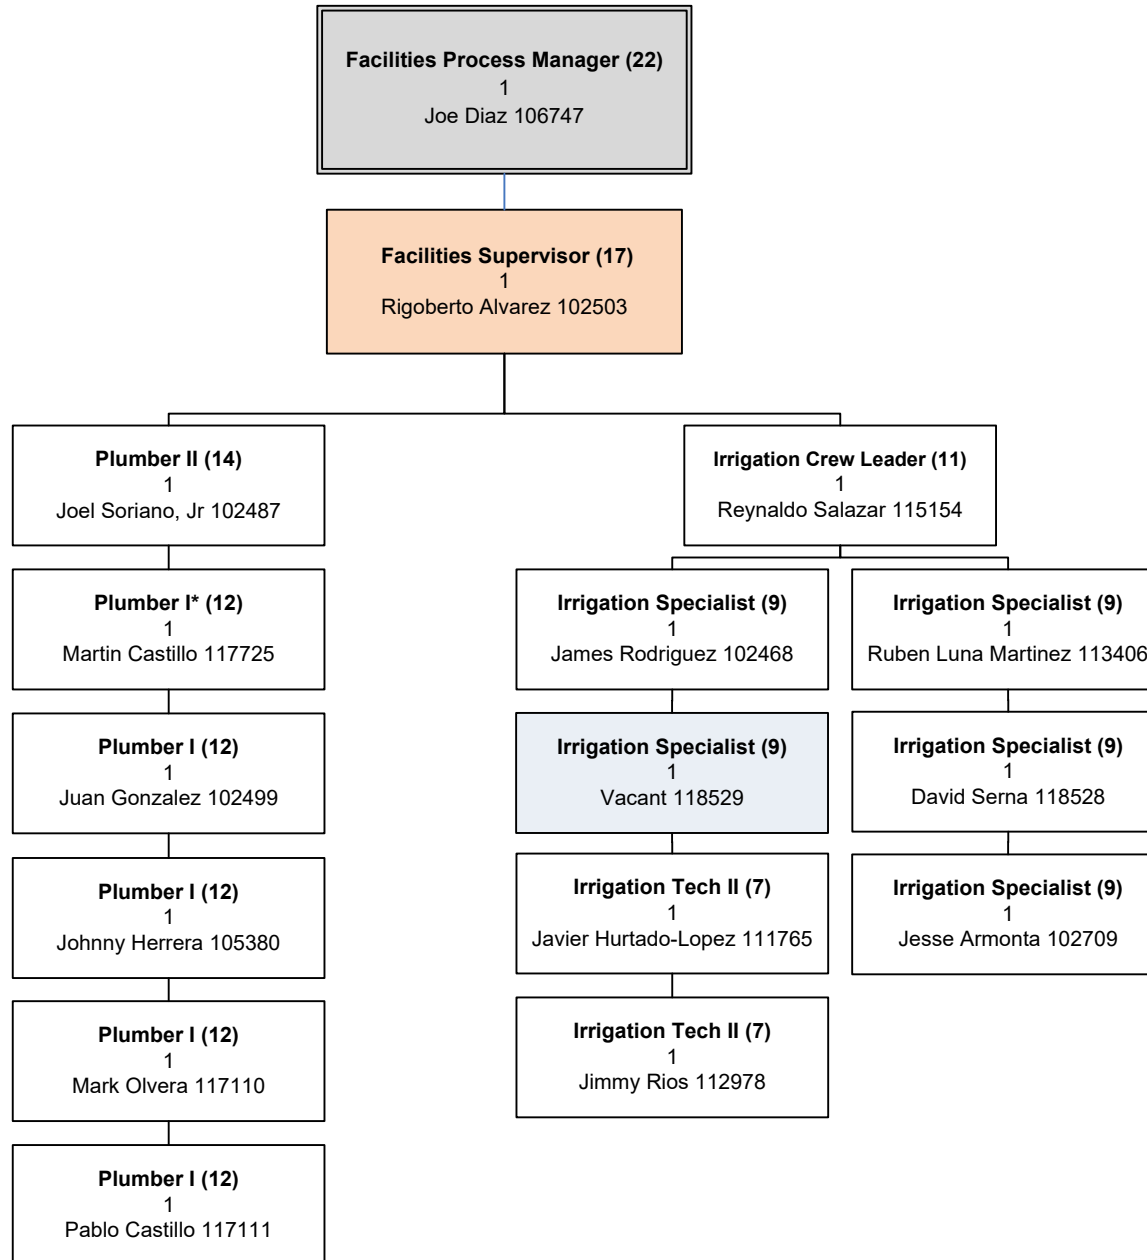 Facilities Process Manager (22)
1
Joe Diaz 106747
Facilities Supervisor (17)
1
Rigoberto Alvarez 102503
Plumber II (14)
1
Joel Soriano, Jr 102487
Plumber I* (12)
1
Martin Castillo 117725
Plumber I (12)
1
Juan Gonzalez 102499
Plumber I (12)
1
Johnny Herrera 105380
Plumber I (12)
1
Mark Olvera 117110
Plumber I (12)
1
Pablo Castillo 117111
Irrigation Crew Leader (11)
1
Reynaldo Salazar 115154
Irrigation Specialist (9)
1
James Rodriguez 102468
Irrigation Specialist (9)
1
Vacant 118529
Irrigation Tech II (7)
1
Javier Hurtado-Lopez 111765
Irrigation Tech II (7)
1
Jimmy Rios 112978
Irrigation Specialist (9)
1
Ruben Luna Martinez 113406
Irrigation Specialist (9)
1
David Serna 118528
Irrigation Specialist (9)
1
Jesse Armonta 102709